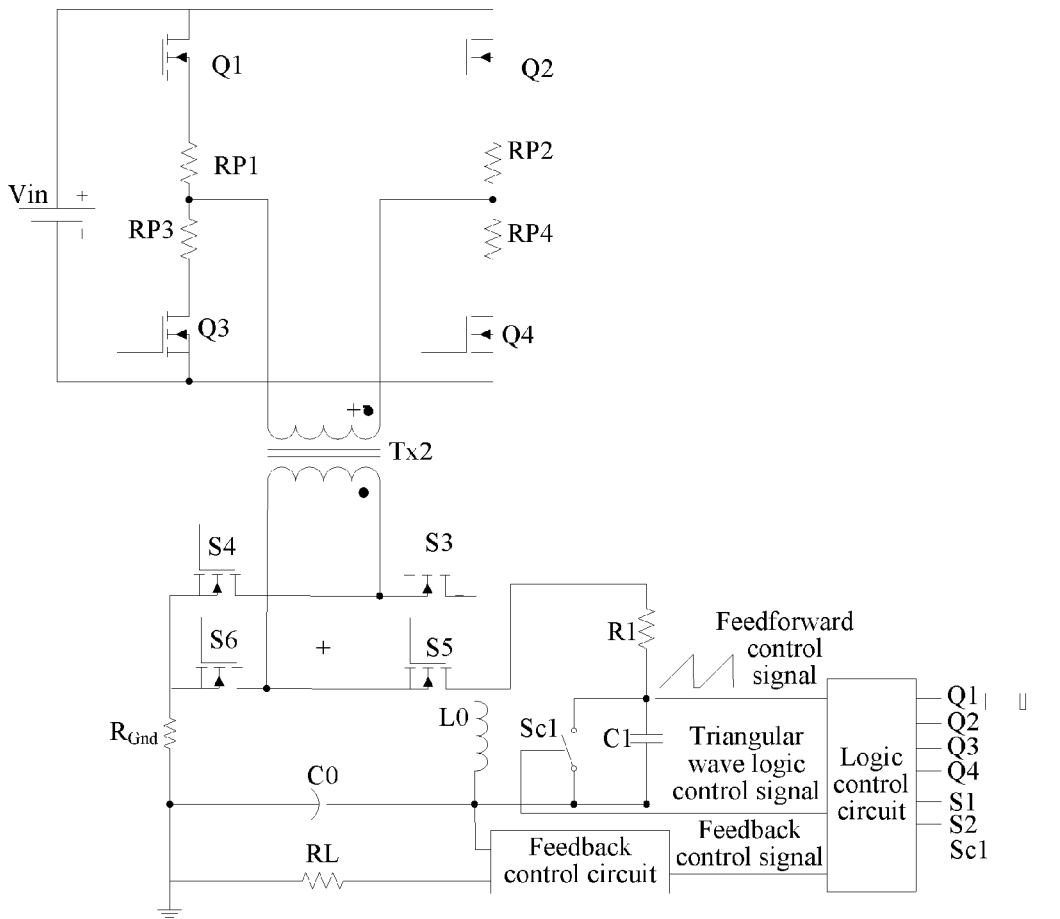 Q1
Q2
RP1
RP2
Vin
+
RP3
RP4
Q3
Q4
+
Tx2
S4
S3
S6
+
S5
R1
Feedforward
control
signal
RGnd
L0
Sc1
C1
Triangular
wave logic
control signal
Logic
control
circuit
Q1
Q2
Q3
Q4
S1
S2
Sc1
C0
RL
Feedback
control circuit
Feedback
control signal